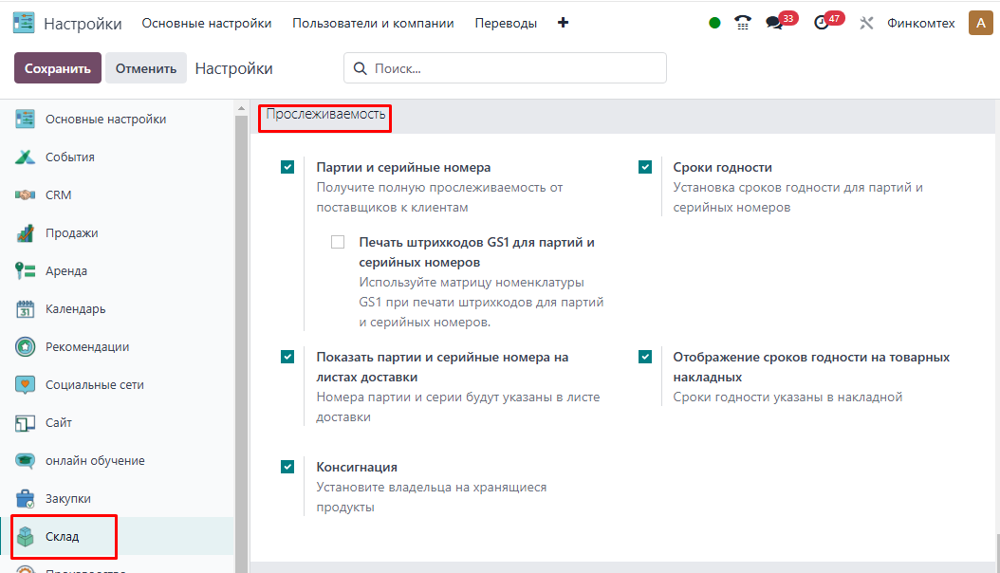 Настройки Основные настройки Пользователи и компании Переводы + 33 47 Финкомтех A
Сохранить Отменить Настройки Поиск...
Основные настройки
События
CRM
Продажи
Аренда
31 Календарь
Рекомендации
Социальные сети
Сайт
онлайн обучение
Закупки
Склад
Производство
Прослеживаемость
Партии и серийные номера
Получите полную прослеживаемость от
поставщиков к клиентам
Печать штрихкодов GS1 для партий и
серийных номеров
Используйте матрицу номенклатуры
GS1 при печати штрихкодов для партий
и серийных номеров.
Сроки годности
Установка сроков годности для партий и
серийных номеров
Показать партии и серийные номера на
листах доставки
Номера партии и серии будут указаны в листе
доставки
Отображение сроков годности на товарных
накладных
Сроки годности указаны в накладной
Консигнация
Установите владельца на хранящиеся
продукты